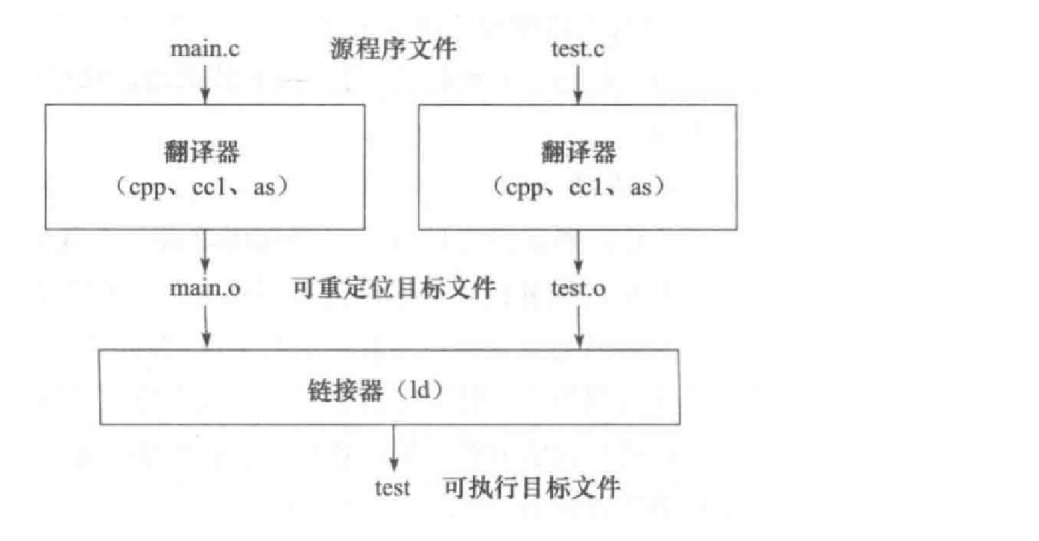 main.c 源程序文件 test.c
翻译器
（cpp、cc1、as）
翻译器
（cpp、cc1、as）
main.o 可重定位目标文件 test.o
链接器（ld）
test 可执行目标文件